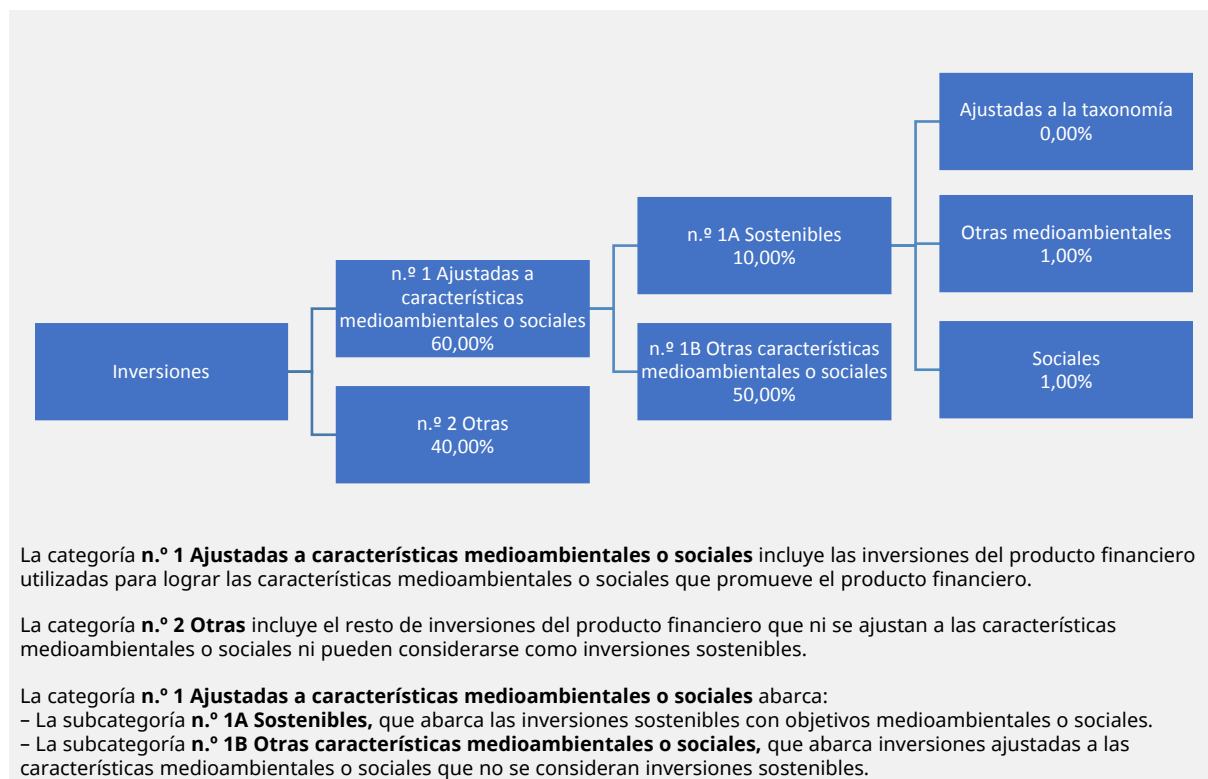 Inversiones
n.º 1 Ajustadas a
características
medioambientales o sociales
60,00%
n.º 2 Otras
40,00%
n.º 1A Sostenibles
10,00%
n.º 1B Otras características
medioambientales o sociales
50,00%
Ajustadas a la taxonomía
0,00%
Otras medioambientales
1,00%
Sociales
1,00%
La categoría n.º 1 Ajustadas a características medioambientales o sociales incluye las inversiones del producto financiero
utilizadas para lograr las características medioambientales o sociales que promueve el producto financiero.
La categoría n.º 2 Otras incluye el resto de inversiones del producto financiero que ni se ajustan a las características
medioambientales o sociales ni pueden considerarse como inversiones sostenibles.
La categoría n.º 1 Ajustadas a características medioambientales o sociales abarca:
– La subcategoría n.º 1A Sostenibles, que abarca las inversiones sostenibles con objetivos medioambientales o sociales.
– La subcategoría n.º 1B Otras características medioambientales o sociales, que abarca inversiones ajustadas a las
características medioambientales o sociales que no se consideran inversiones sostenibles.